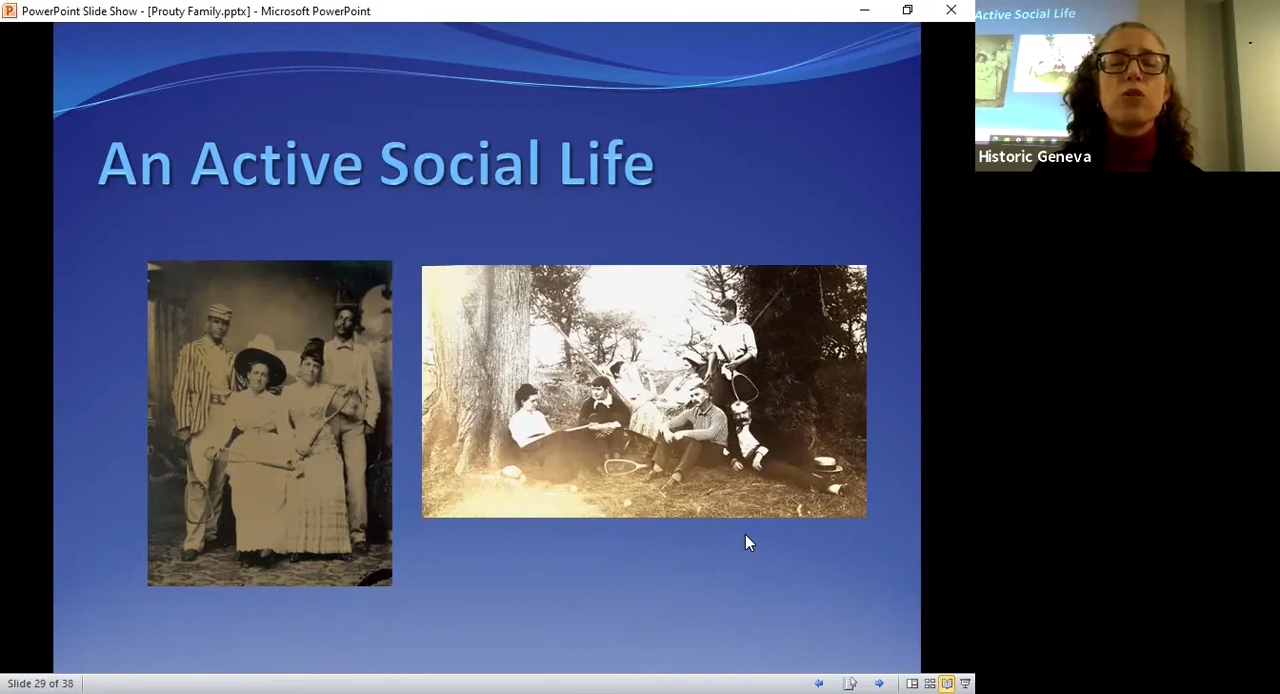 PowerPoint Slide Show - [Prouty Family.pptx] - Microsoft PowerPoint
An Active Social Life
Active Social Life
Historic Geneva
Slide 29 of 38